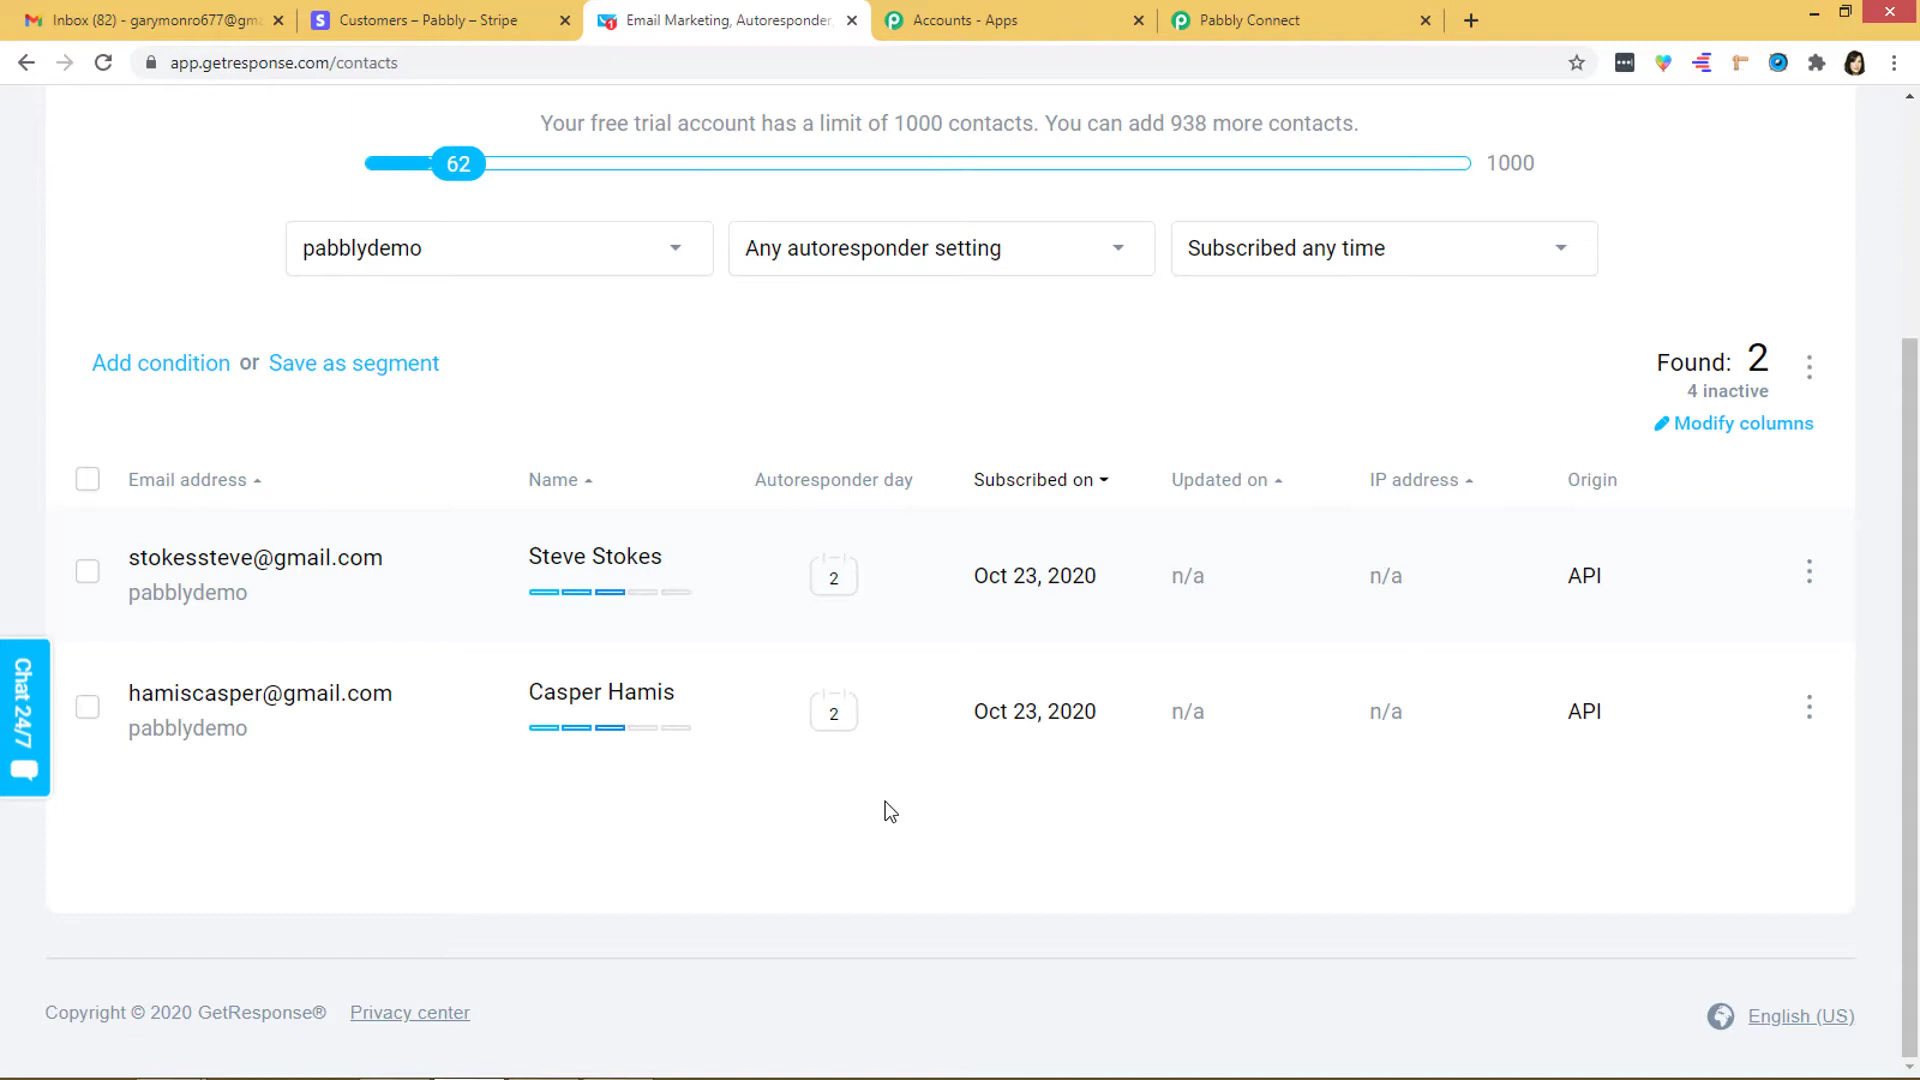 Inbox (82) - garymonro677@gma
Customers – Pabbly – Stripe
Email Marketing, Autoresponder,
Accounts - Apps
Pabbly Connect
app.getresponse.com/contacts
Your free trial account has a limit of 1000 contacts. You can add 938 more contacts.
62
1000
pabblydemo
Any autoresponder setting
Subscribed any time
Add condition or Save as segment
Found: 2
4 inactive
Modify columns
Email address
Name
Autoresponder day
Subscribed on
Updated on
IP address
Origin
stokessteve@gmail.com
pabblydemo
Steve Stokes
2
Oct 23, 2020
n/a
n/a
API
hamiscasper@gmail.com
pabblydemo
Casper Hamis
2
Oct 23, 2020
n/a
n/a
API
Chat 24/7
Copyright © 2020 GetResponse®
Privacy center
English (US)